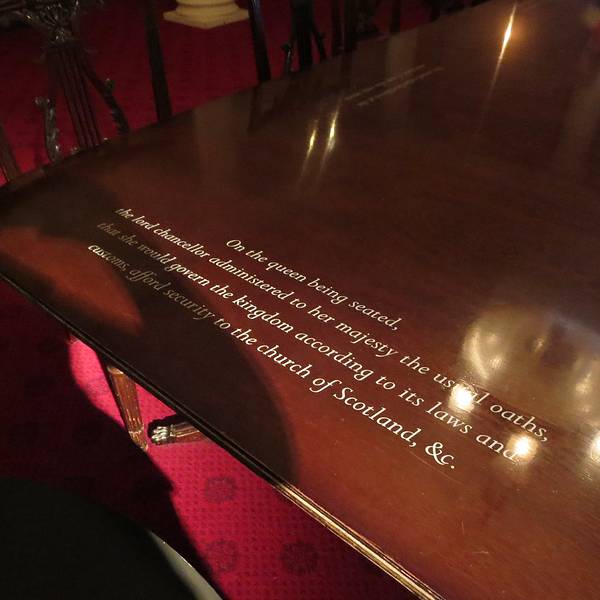 On the queen being seated,
the lord chancellor administered to her majesty the usual oaths,
that she would govern the kingdom according to its laws and
customs, afford security to the church of Scotland, &c.